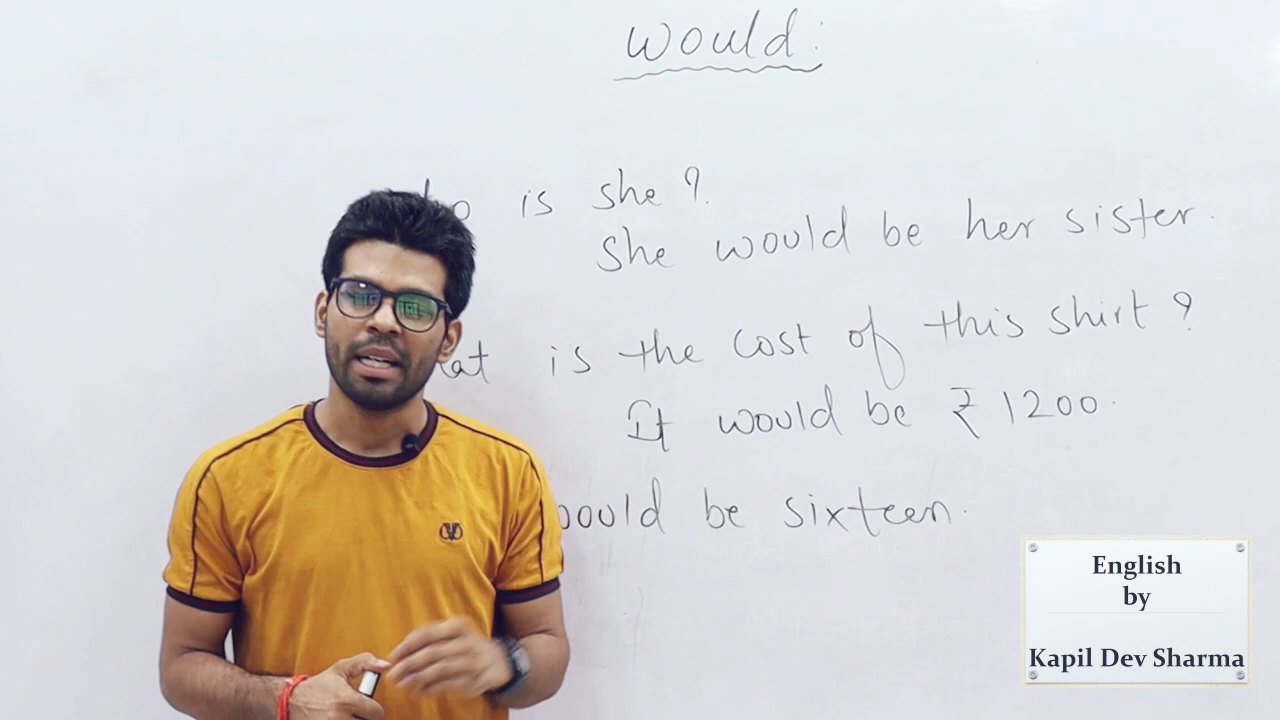 would:
is she ?
She would be her sister.
is the cost of this shirt ?
It would be ₹ 1200.
would be sixteen.
English
by
Kapil Dev Sharma